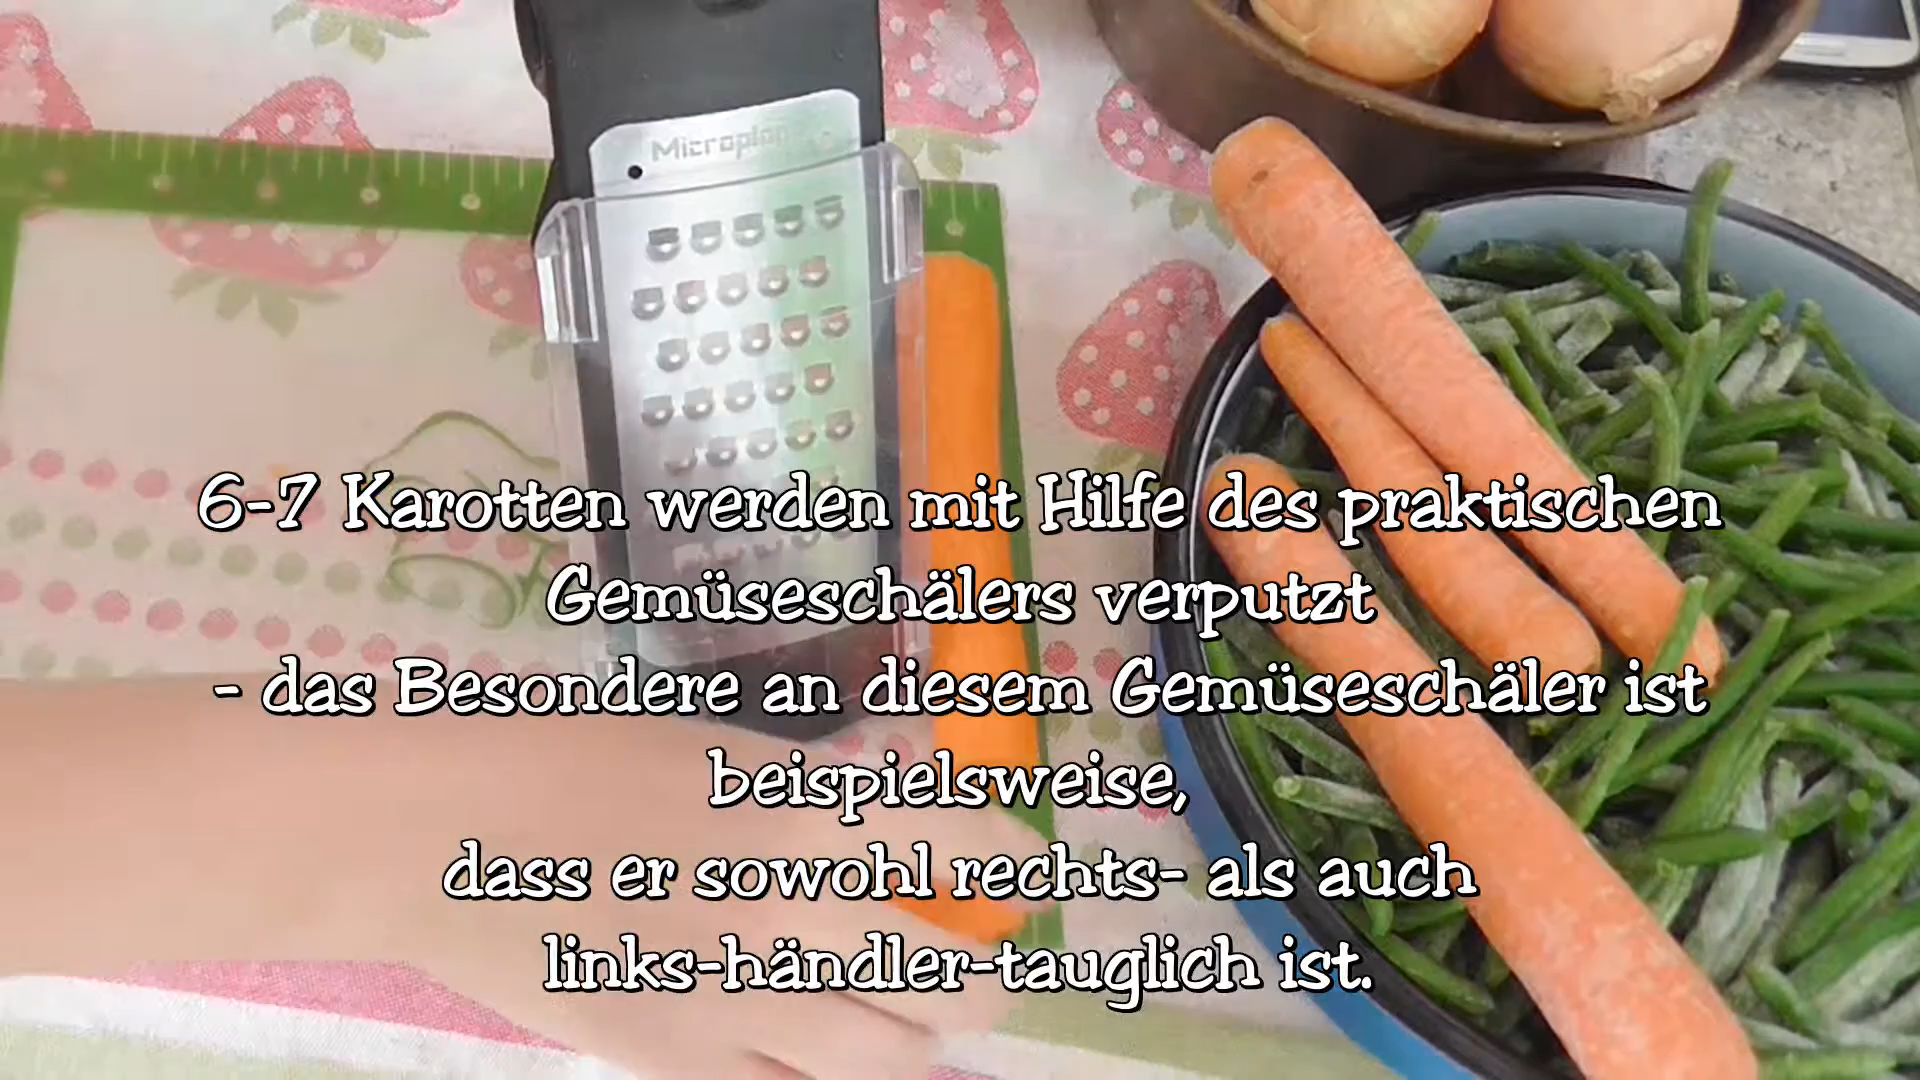 Microplane
6-7 Karotten werden mit Hilfe des praktischen
Gemüseschälers verputzt
- das Besondere an diesem Gemüseschäler ist
beispielsweise,
dass er sowohl rechts- als auch
links-händler-tauglich ist.